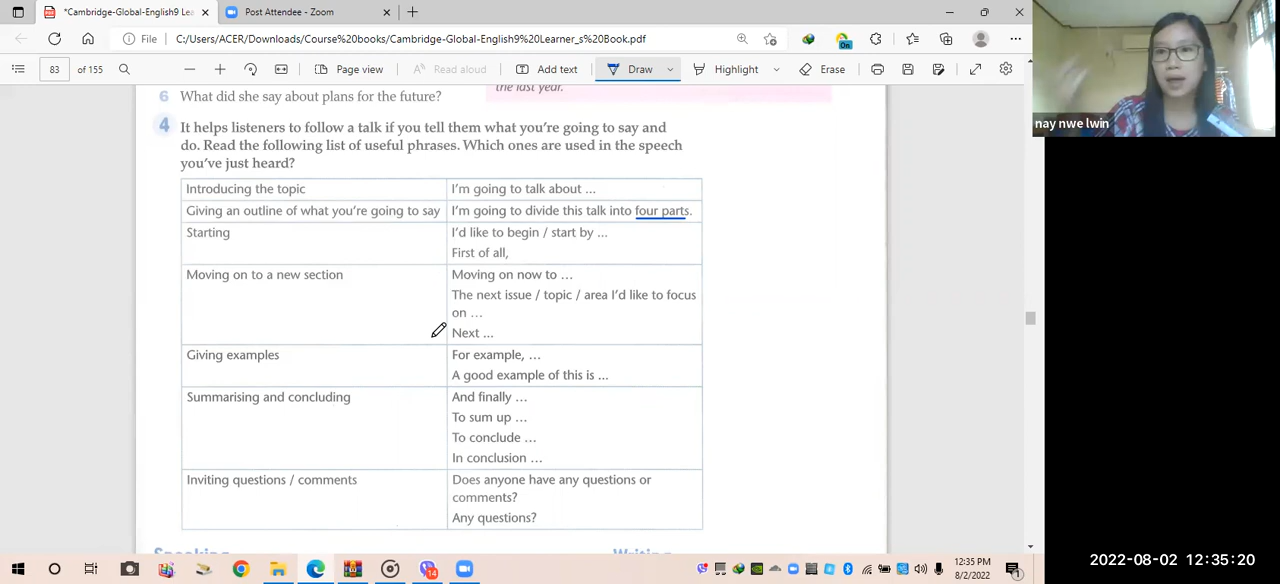 *Cambridge-Global-English9 Lea
Post Attendee - Zoom
File
C:/Users/ACER/Downloads/Course%20books/Cambridge-Global-English9%20Learner_s%20Book.pdf
On
83 of 155
Page view
Read aloud
Add text
Draw
Highlight
Erase
6 What did she say about plans for the future?
the last year.
4 It helps listeners to follow a talk if you tell them what you're going to say and
do. Read the following list of useful phrases. Which ones are used in the speech
you've just heard?
Introducing the topic
I'm going to talk about ...
Giving an outline of what you're going to say
I'm going to divide this talk into four parts.
Starting
I'd like to begin / start by ...
First of all,
Moving on to a new section
Moving on now to ...
The next issue / topic / area I'd like to focus
on ...
Next ...
Giving examples
For example, ...
A good example of this is ...
Summarising and concluding
And finally ...
To sum up ...
To conclude ...
In conclusion ...
Inviting questions / comments
Does anyone have any questions or
comments?
Any questions?
Speaking
Writing
nay nwe lwin
14
12:35 PM
8/2/2022
1
2022-08-02 12:35:20